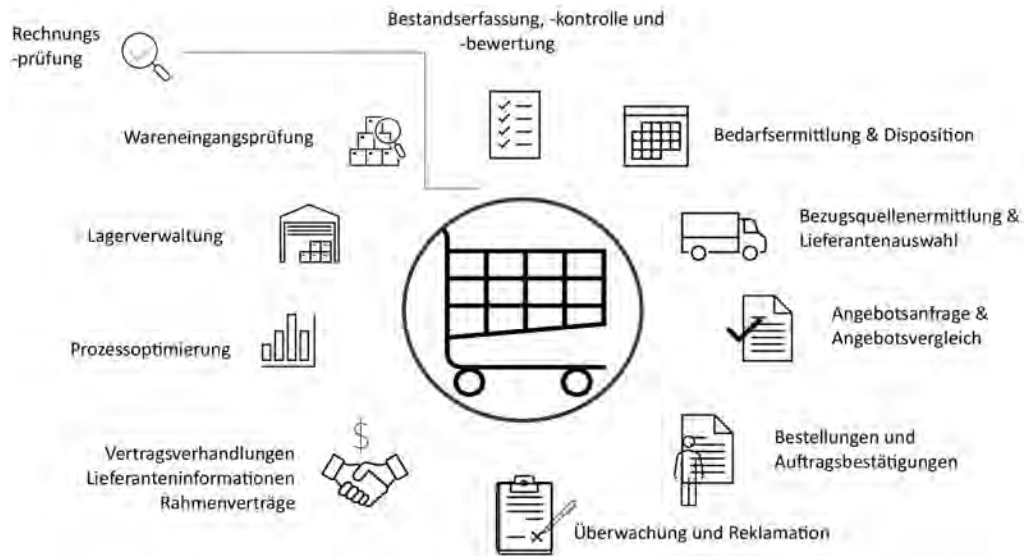 Rechnungs
-prüfung
Bestandserfassung, -kontrolle und
-bewertung
Wareneingangsprüfung
Bedarfsermittlung & Disposition
Lagerverwaltung
Bezugsquellenermittlung &
Lieferantenauswahl
Prozessoptimierung
Angebotsanfrage &
Angebotsvergleich
Vertragsverhandlungen
Lieferanteninformationen
Rahmenverträge
$
Bestellungen und
Auftragsbestätigungen
Überwachung und Reklamation